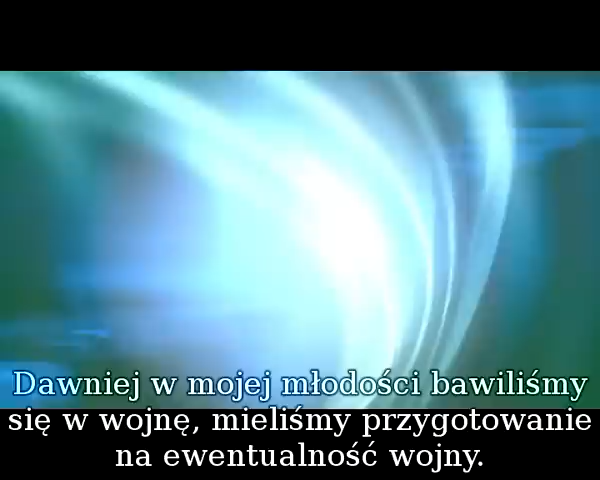 Dawniej w mojej młodości bawiliśmy
się w wojnę, mieliśmy przygotowanie
na ewentualność wojny.